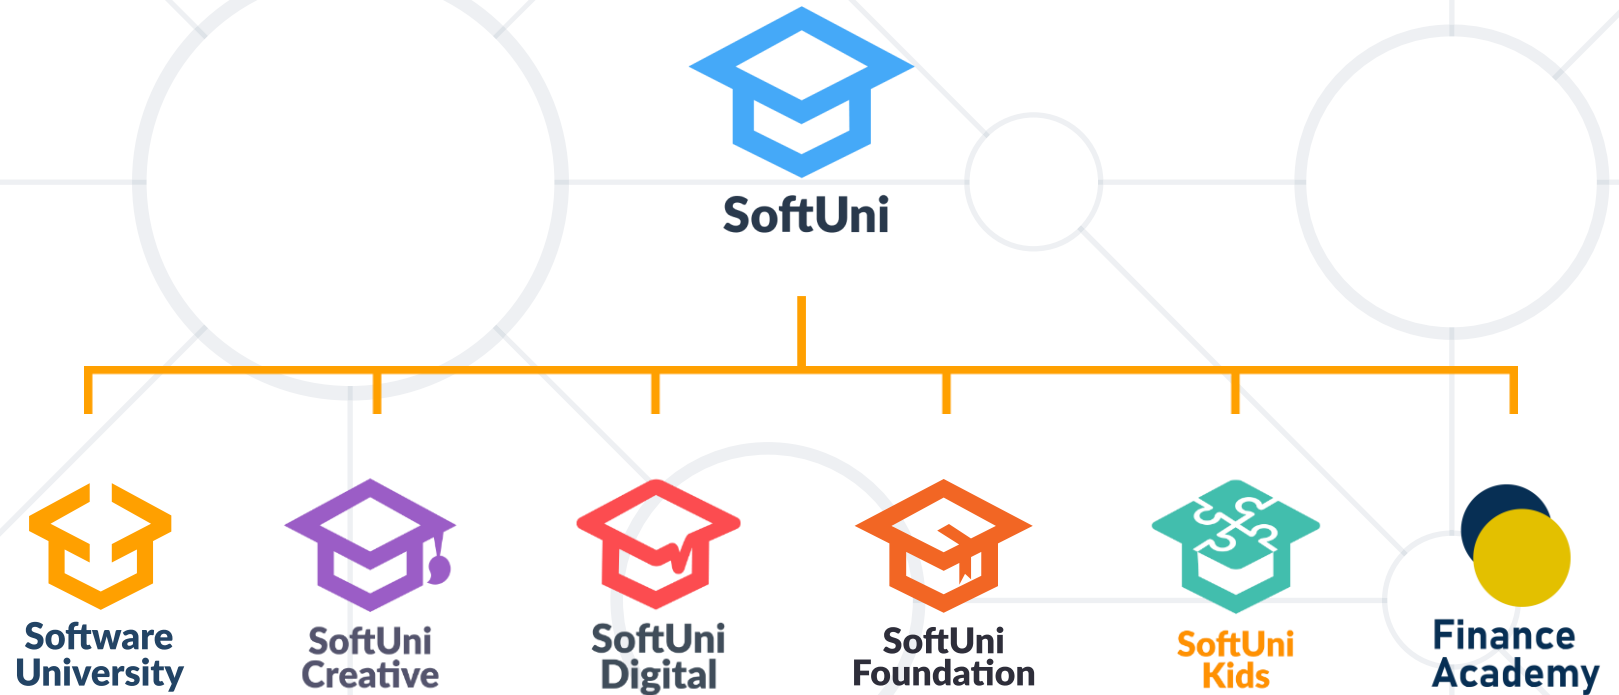 SoftUni
Software
University
SoftUni
Creative
SoftUni
Digital
SoftUni
Foundation
SoftUni
Kids
Finance
Academy